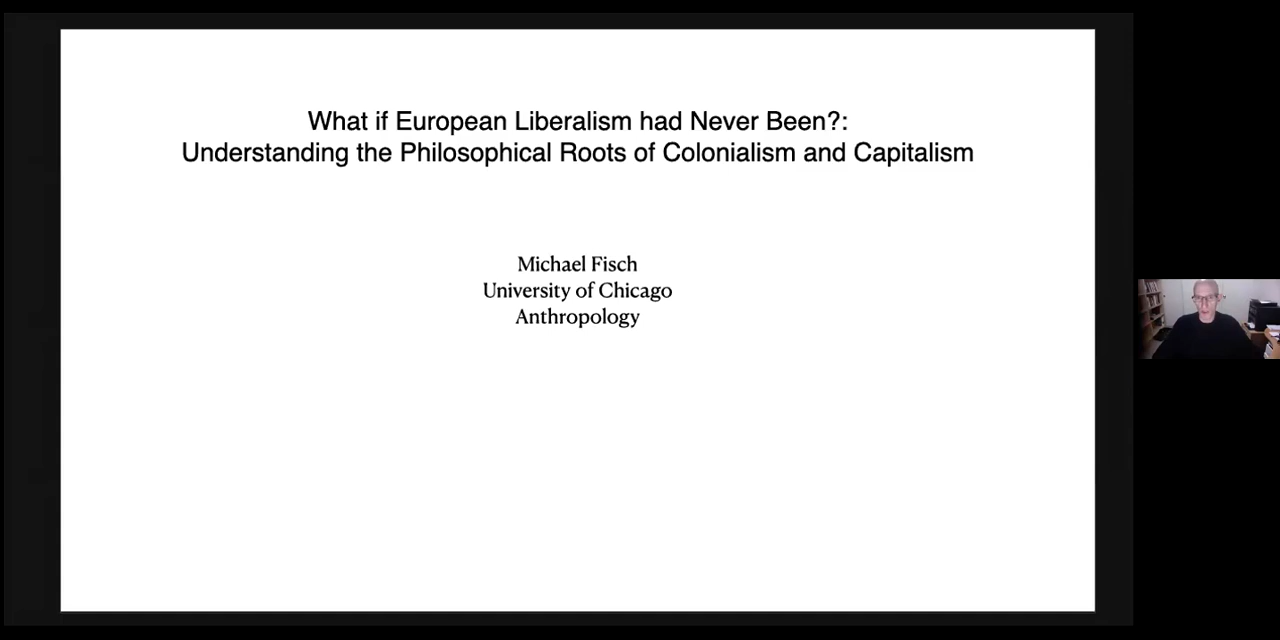 What if European Liberalism had Never Been?:
Understanding the Philosophical Roots of Colonialism and Capitalism
Michael Fisch
University of Chicago
Anthropology